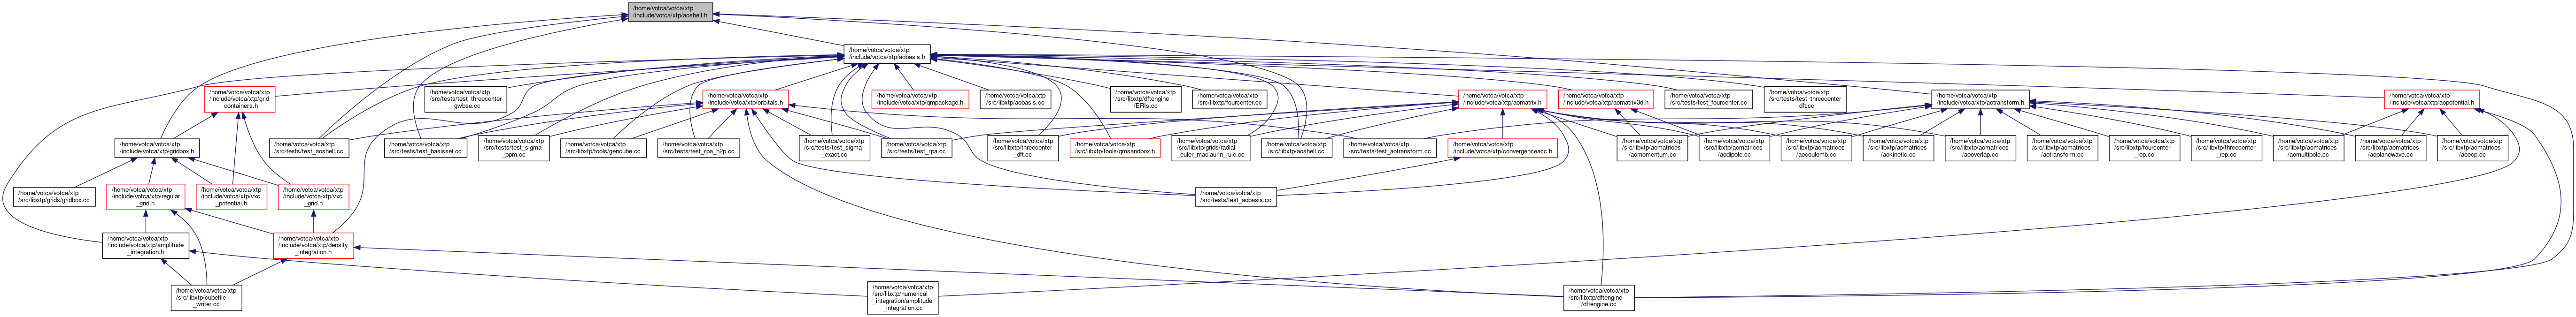 /home/votca/votca/xtp
/include/votca/xtp/aoshell.h
/home/votca/votca/xtp
/include/votca/xtp/aobasis.h
/home/votca/votca/xtp
/include/votca/xtp/grid
_containers.h
/home/votca/votca/xtp
/src/tests/test_threecenter
_gwbse.cc
/home/votca/votca/xtp
/include/votca/xtp/orbitals.h
/home/votca/votca/xtp
/include/votca/xtp/qmpackage.h
/home/votca/votca/xtp
/src/libxtp/aobasis.cc
/home/votca/votca/xtp
/src/libxtp/dftengine
/ERIs.cc
/home/votca/votca/xtp
/src/libxtp/fourcenter.cc
/home/votca/votca/xtp
/include/votca/xtp/aomatrix.h
/home/votca/votca/xtp
/include/votca/xtp/aomatrix3d.h
/home/votca/votca/xtp
/src/tests/test_fourcenter.cc
/home/votca/votca/xtp
/src/tests/test_threecenter
_dft.cc
/home/votca/votca/xtp
/include/votca/xtp/aotransform.h
/home/votca/votca/xtp
/include/votca/xtp/aopotential.h
/home/votca/votca/xtp
/include/votca/xtp/gridbox.h
/home/votca/votca/xtp
/src/tests/test_aoshell.cc
/home/votca/votca/xtp
/src/tests/test_basisset.cc
/home/votca/votca/xtp
/src/tests/test_sigma
_ppm.cc
/home/votca/votca/xtp
/src/libxtp/tools/gencube.cc
/home/votca/votca/xtp
/src/tests/test_rpa_h2p.cc
/home/votca/votca/xtp
/src/tests/test_sigma
_exact.cc
/home/votca/votca/xtp
/src/tests/test_rpa.cc
/home/votca/votca/xtp
/src/libxtp/threecenter
_dft.cc
/home/votca/votca/xtp
/src/libxtp/tools/qmsandbox.h
/home/votca/votca/xtp
/src/libxtp/grids/radial
_euler_maclaurin_rule.cc
/home/votca/votca/xtp
/src/libxtp/aoshell.cc
/home/votca/votca/xtp
/src/tests/test_aotransform.cc
/home/votca/votca/xtp
/include/votca/xtp/convergenceacc.h
/home/votca/votca/xtp
/src/libxtp/aomatrices
/aomomentum.cc
/home/votca/votca/xtp
/src/libxtp/aomatrices
/aodipole.cc
/home/votca/votca/xtp
/src/libxtp/aomatrices
/aocoulomb.cc
/home/votca/votca/xtp
/src/libxtp/aomatrices
/aokinetic.cc
/home/votca/votca/xtp
/src/libxtp/aomatrices
/aooverlap.cc
/home/votca/votca/xtp
/src/libxtp/aomatrices
/aotransform.cc
/home/votca/votca/xtp
/src/libxtp/fourcenter
_rep.cc
/home/votca/votca/xtp
/src/libxtp/threecenter
_rep.cc
/home/votca/votca/xtp
/src/libxtp/aomatrices
/aomultipole.cc
/home/votca/votca/xtp
/src/libxtp/aomatrices
/aoplanewave.cc
/home/votca/votca/xtp
/src/libxtp/aomatrices
/aoecp.cc
/home/votca/votca/xtp
/src/libxtp/grids/gridbox.cc
/home/votca/votca/xtp
/include/votca/xtp/regular
_grid.h
/home/votca/votca/xtp
/include/votca/xtp/vxc
_potential.h
/home/votca/votca/xtp
/include/votca/xtp/vxc
_grid.h
/home/votca/votca/xtp
/src/tests/test_aobasis.cc
/home/votca/votca/xtp
/include/votca/xtp/amplitude
_integration.h
/home/votca/votca/xtp
/include/votca/xtp/density
_integration.h
/home/votca/votca/xtp
/src/libxtp/cubefile
_writer.cc
/home/votca/votca/xtp
/src/libxtp/numerical
_integration/amplitude
_integration.cc
/home/votca/votca/xtp
/src/libxtp/dftengine
/dftengine.cc